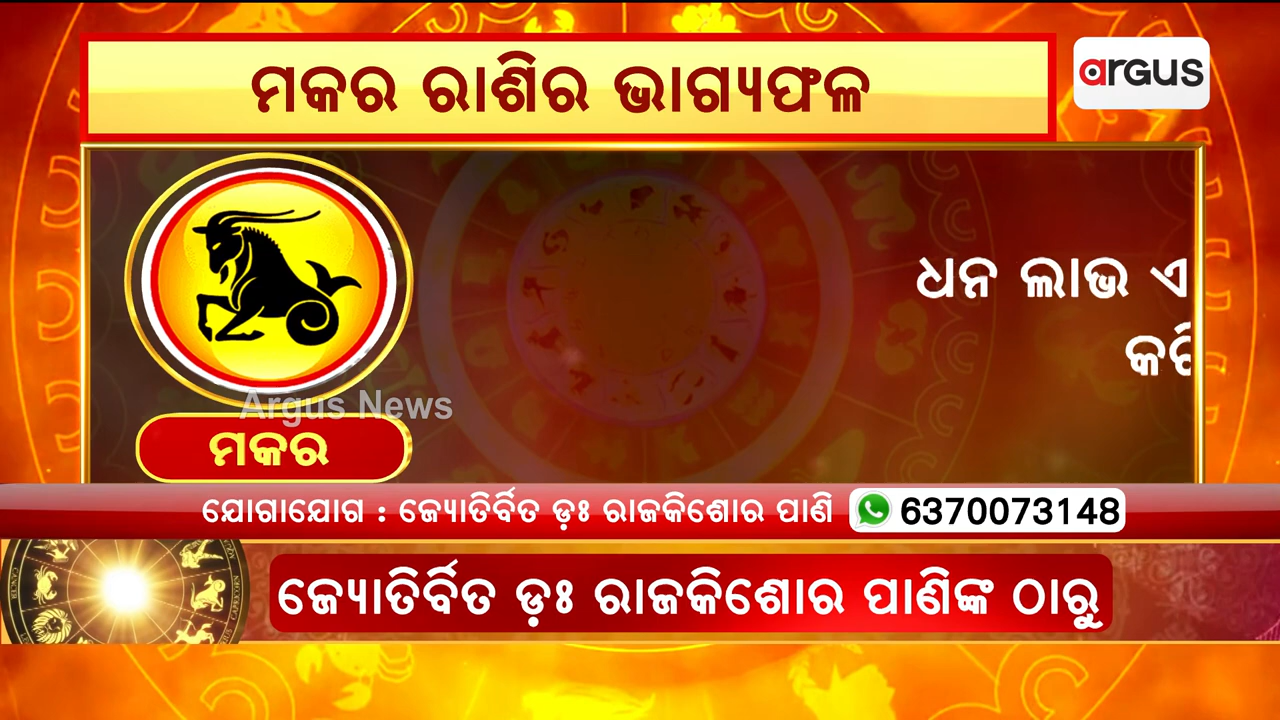 ମକର ରାଶିର ଭାଗ୍ୟଫଳ
argus
ଧନ ଲାଭ ଏ
Argus News
ମକର
ଯୋଗାଯୋଗ : ଜ୍ୟୋତିର୍ବିତ ଡ଼ଃ ରାଜକିଶୋର ପାଣି 6370073148
ଜ୍ୟୋତିର୍ବିତ ଡ଼ଃ ରାଜକିଶୋର ପାଣିଙ୍କ ଠାରୁ